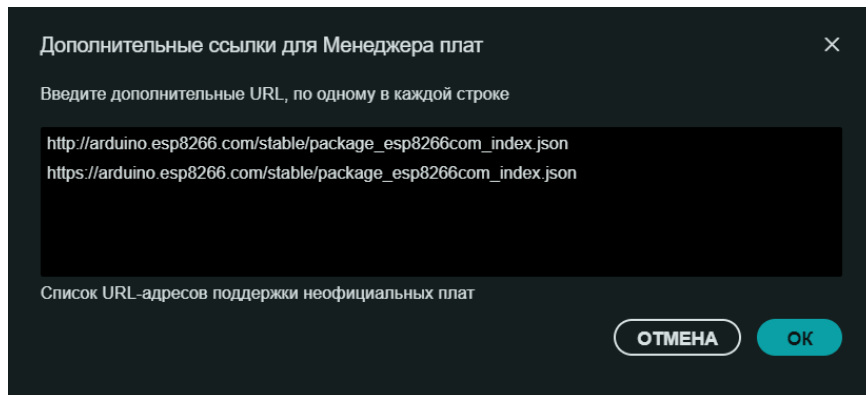 Дополнительные ссылки для Менеджера плат
Введите дополнительные URL, по одному в каждой строке
http://arduino.esp8266.com/stable/package_esp8266com_index.json
https://arduino.esp8266.com/stable/package_esp8266com_index.json
Список URL-адресов поддержки неофициальных плат
ОТМЕНА ОК